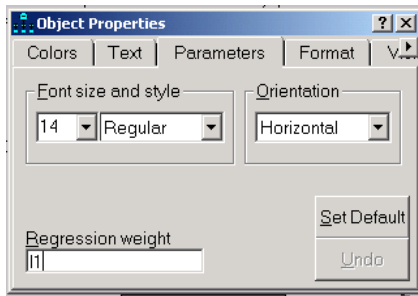 Object Properties
Colors Text Parameters Format
Font size and style
Orientation
14 Regular
Horizontal
Set Default
Regression weight
Undo
l1